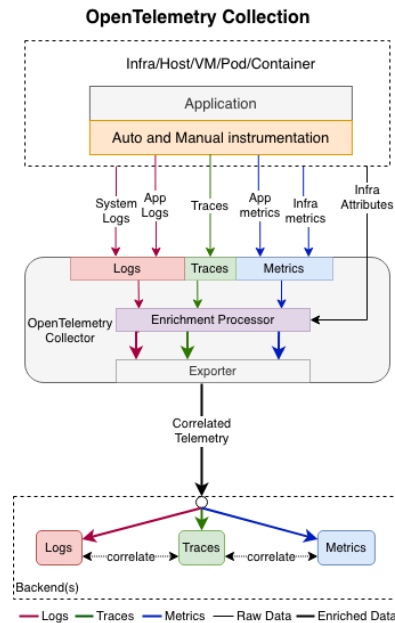 OpenTelemetry Collection
Infra/Host/VM/Pod/Container
Application
Auto and Manual instrumentation
System
Logs
App
Logs
Traces
App
metrics
Infra
metrics
Infra
Attributes
Logs
Traces
Metrics
OpenTelemetry
Collector
Enrichment Processor
Exporter
Correlated
Telemetry
Logs
correlate
Traces
correlate
Metrics
Backend(s)
Logs
Traces
Metrics
Raw Data
Enriched Data